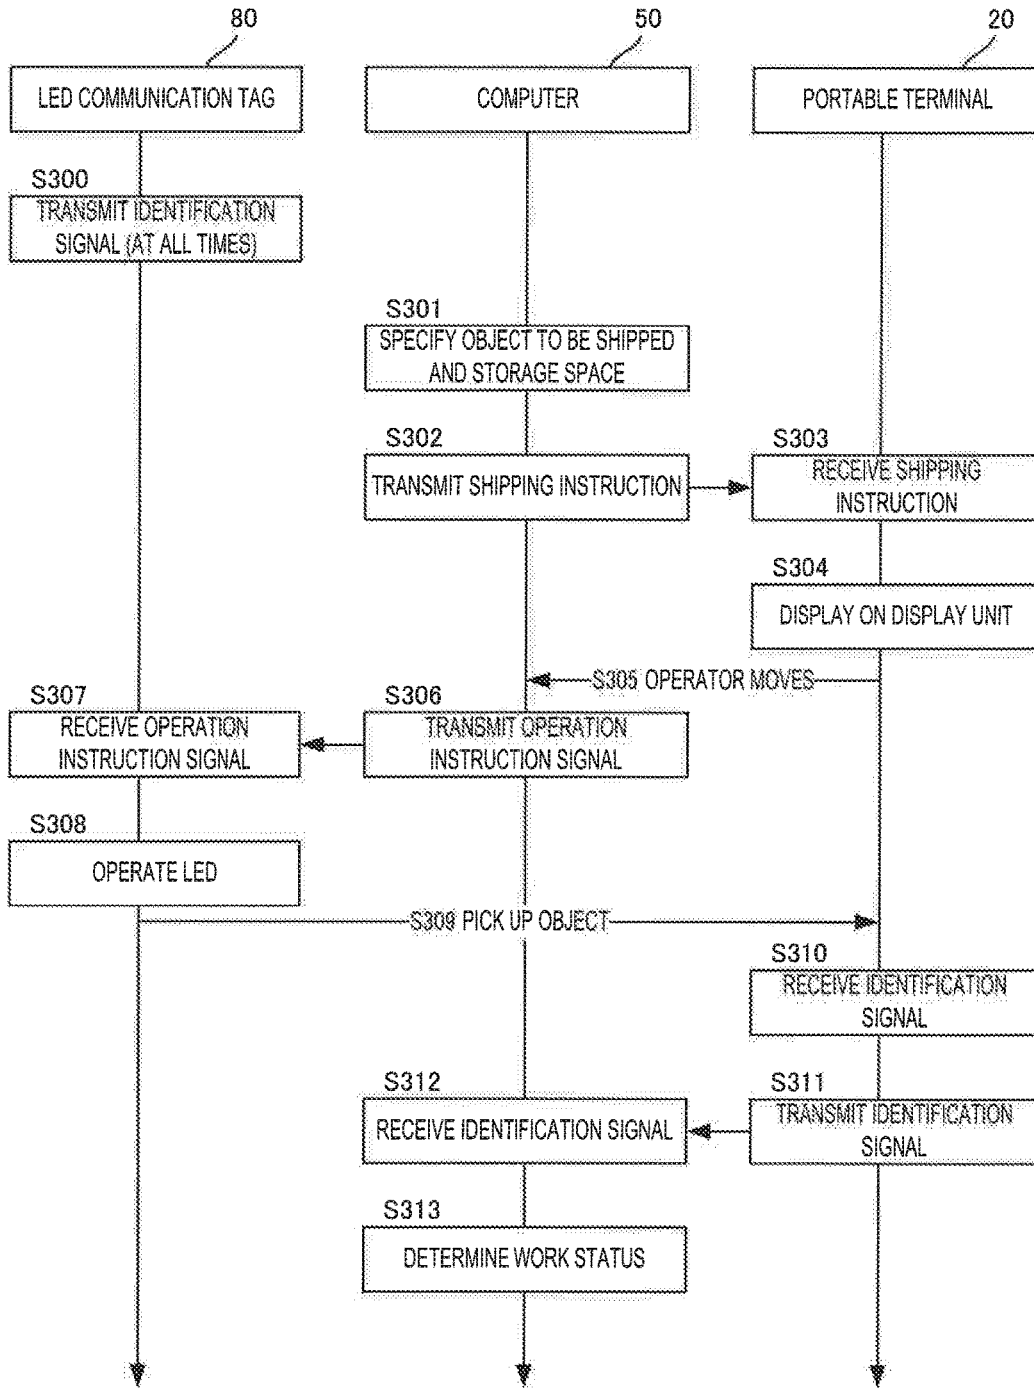 80
50
20
LED COMMUNICATION TAG
COMPUTER
PORTABLE TERMINAL
S300
TRANSMIT IDENTIFICATION
SIGNAL (AT ALL TIMES)
S301
SPECIFY OBJECT TO BE SHIPPED
AND STORAGE SPACE
S302
TRANSMIT SHIPPING INSTRUCTION
S303
RECEIVE SHIPPING
INSTRUCTION
S304
DISPLAY ON DISPLAY UNIT
S305 OPERATOR MOVES
S306
TRANSMIT OPERATION
INSTRUCTION SIGNAL
S307
RECEIVE OPERATION
INSTRUCTION SIGNAL
S308
OPERATE LED
S309 PICK UP OBJECT
S310
RECEIVE IDENTIFICATION
SIGNAL
S311
TRANSMIT IDENTIFICATION
SIGNAL
S312
RECEIVE IDENTIFICATION SIGNAL
S313
DETERMINE WORK STATUS